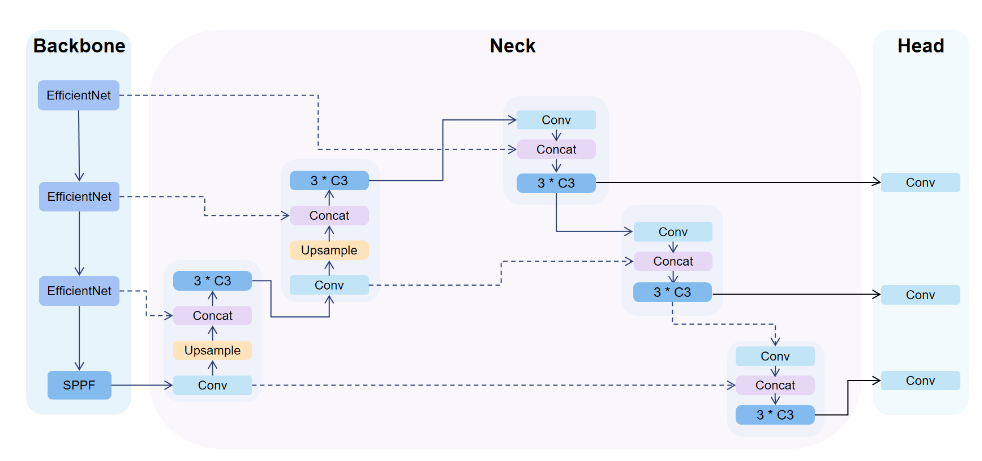 Backbone
Neck
Head
EfficientNet
EfficientNet
EfficientNet
SPPF
3 * C3
Concat
Upsample
Conv
3 * C3
Concat
Upsample
Conv
Conv
Concat
3 * C3
Conv
Concat
3 * C3
Conv
Concat
3 * C3
Conv
Conv
Conv